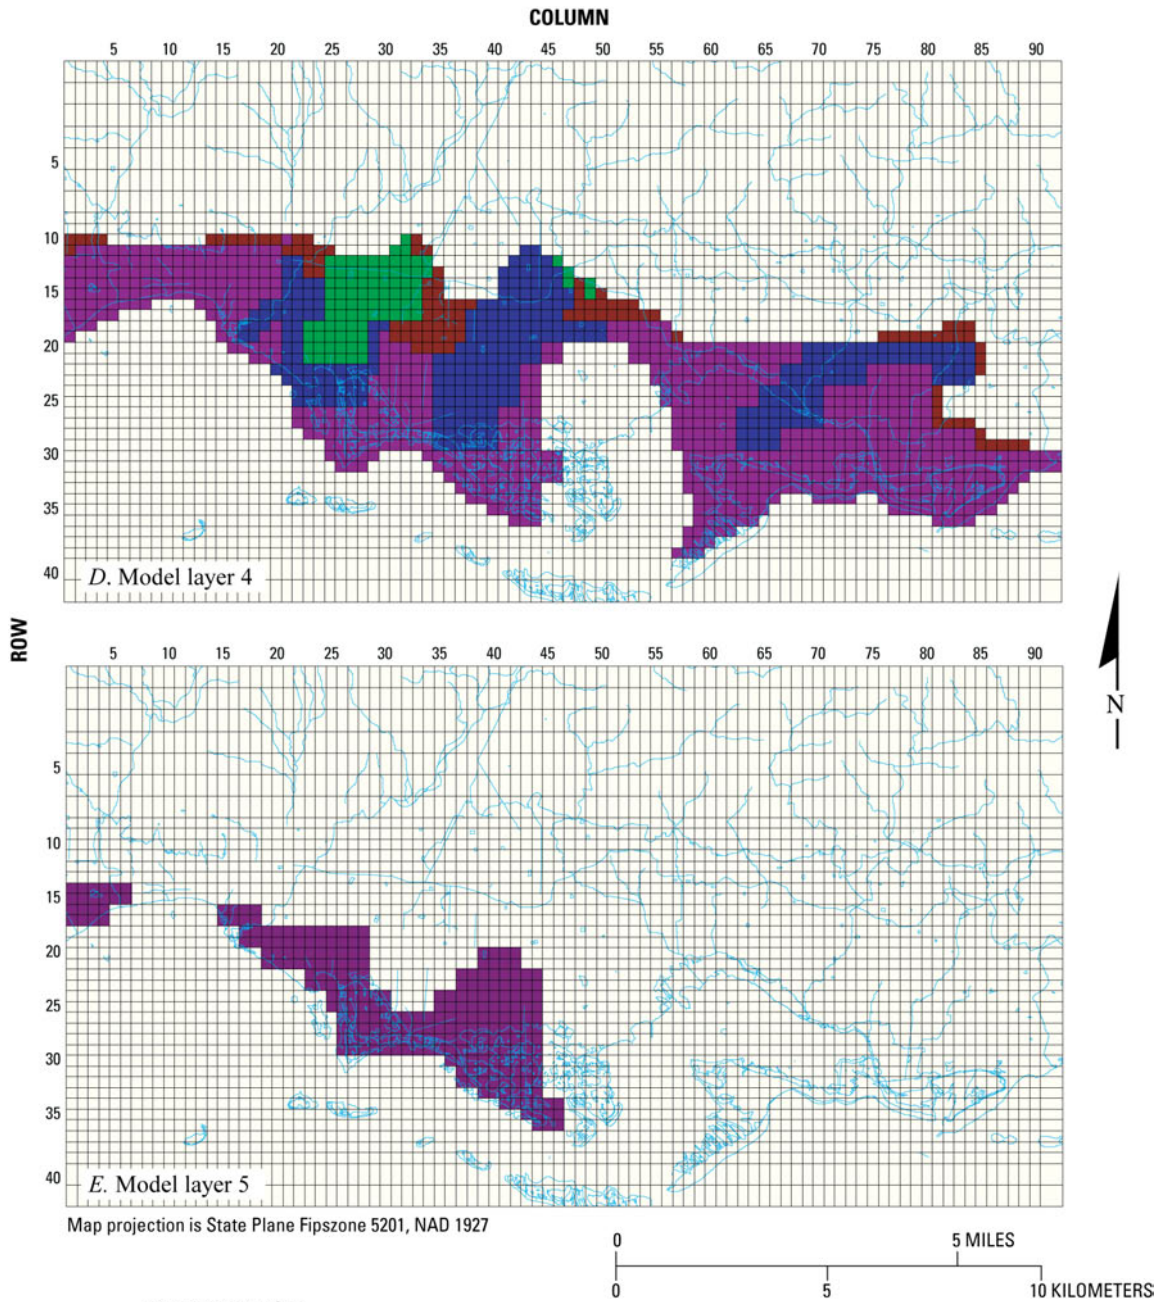 COLUMN
5 10 15 20 25 30 35 40 45 50 55 60 65 70 75 80 85 90
5
10
15
20
25
30
35
40
D. Model layer 4
ROW
N
5 10 15 20 25 30 35 40 45 50 55 60 65 70 75 80 85 90
5
10
15
20
25
30
35
40
E. Model layer 5
Map projection is State Plane Fipszone 5201, NAD 1927
0 5 MILES
0 5 10 KILOMETERS